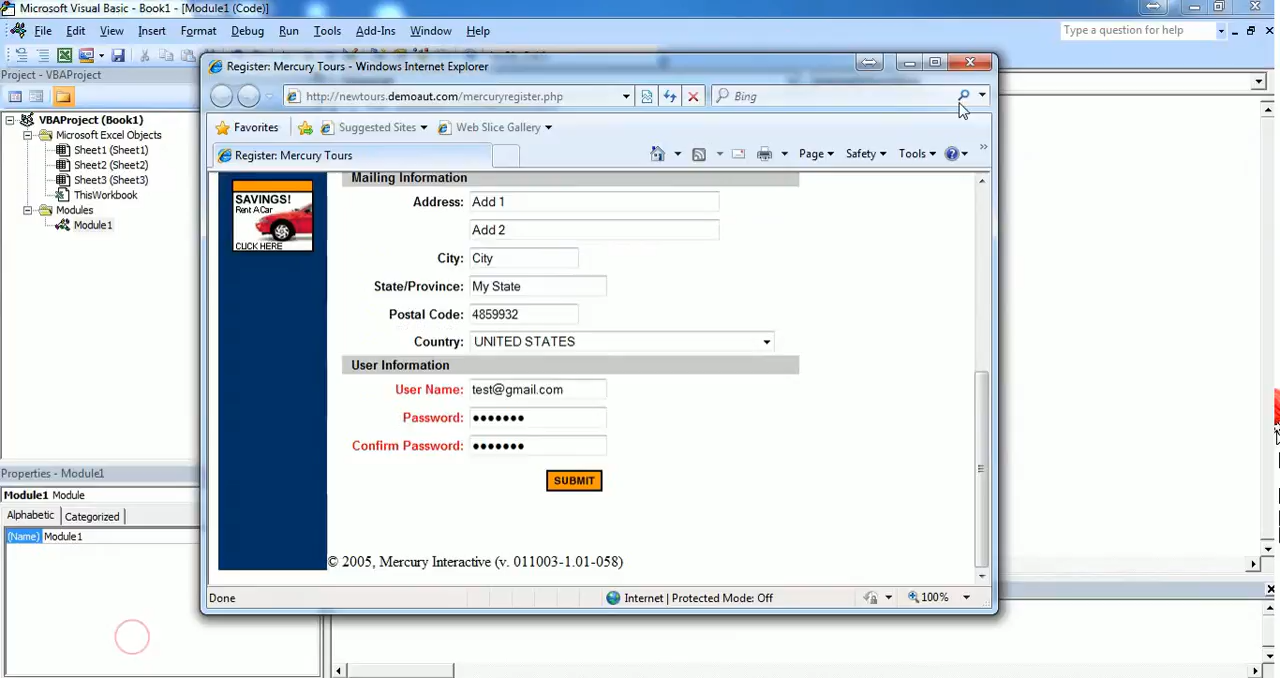 Microsoft Visual Basic - Book1 - [Module1 (Code)]
File Edit View Insert Format Debug Run Tools Add-Ins Window Help
Type a question for help
Project - VBAProject
VBAProject (Book1)
Microsoft Excel Objects
Sheet1 (Sheet1)
Sheet2 (Sheet2)
Sheet3 (Sheet3)
ThisWorkbook
Modules
Module1
Properties - Module1
Module1 Module
Alphabetic Categorized
(Name) Module1
Register: Mercury Tours - Windows Internet Explorer
http://newtours.demoaut.com/mercuryregister.php
Bing
Favorites Suggested Sites Web Slice Gallery
Register: Mercury Tours
Page Safety Tools
SAVINGS!
Rent A Car
CLICK HERE
Mailing Information
Address: Add 1
Add 2
City: City
State/Province: My State
Postal Code: 4859932
Country: UNITED STATES
User Information
User Name: test@gmail.com
Password: •••••••
Confirm Password: •••••••
SUBMIT
© 2005, Mercury Interactive (v. 011003-1.01-058)
Done
Internet | Protected Mode: Off
100%